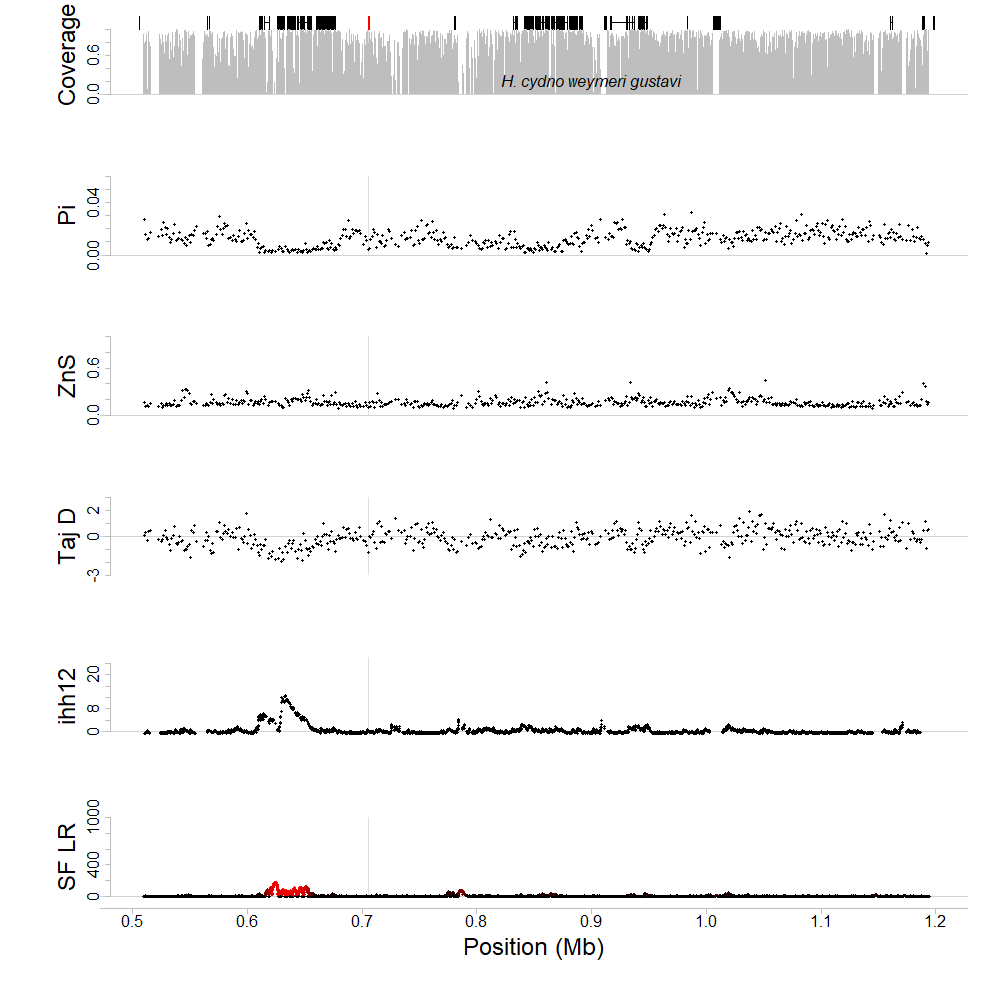 Coverage
0.6
0.0
H. cydno weymeri gustavi
Pi
0.04
0.00
ZnS
0.6
0.0
Taj D
2
0
-3
ihh12
20
8
0
SF LR
1000
400
0
0.5 0.6 0.7 0.8 0.9 1.0 1.1 1.2
Position (Mb)